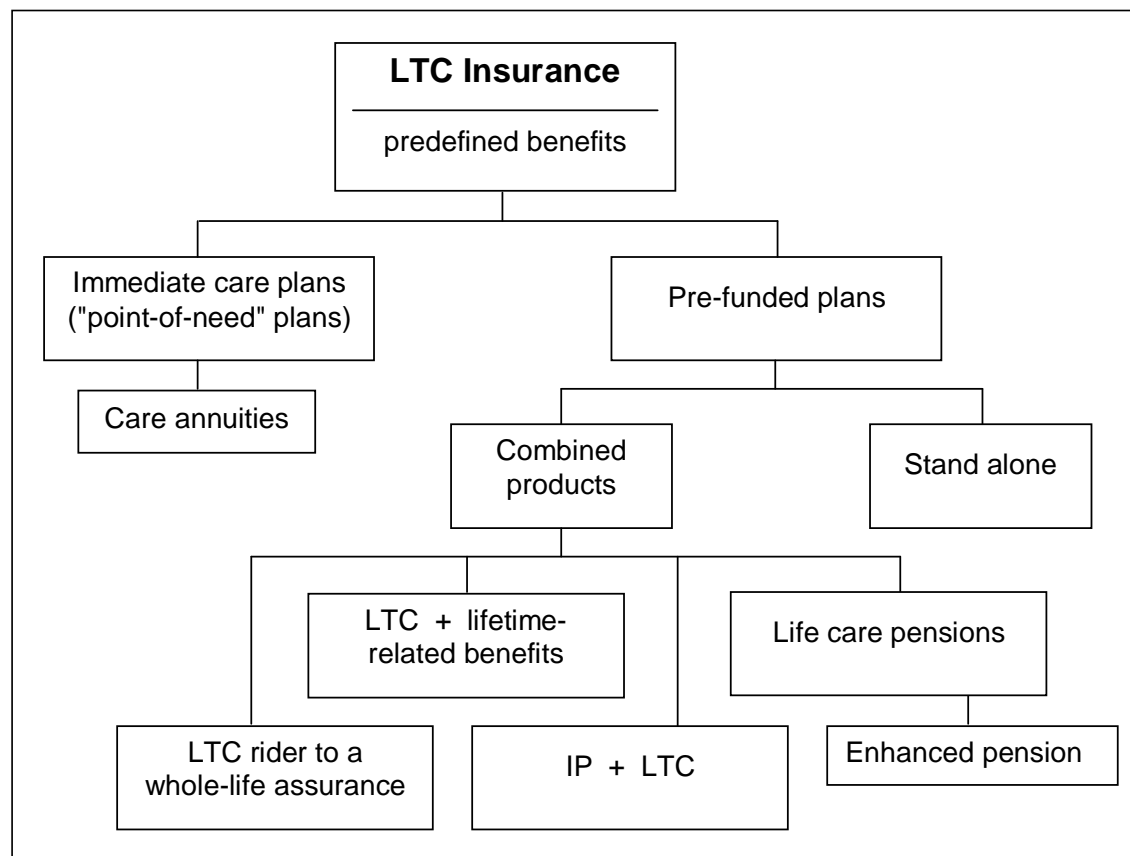 LTC Insurance
predefined benefits
Immediate care plans
("point-of-need" plans)
Pre-funded plans
Care annuities
Combined
products
Stand alone
LTC + lifetime-
related benefits
Life care pensions
LTC rider to a
whole-life assurance
IP + LTC
Enhanced pension